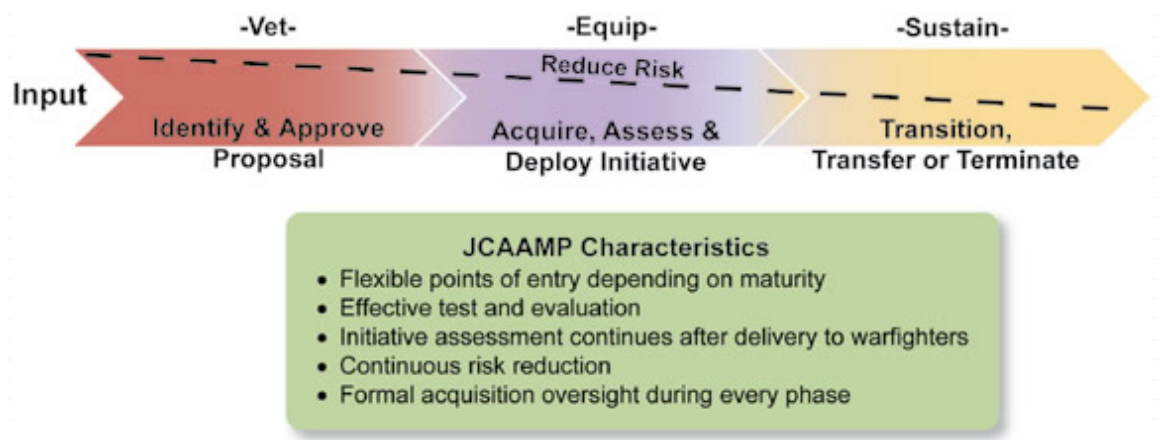 -Vet-
-Equip-
-Sustain-
Reduce Risk
Input
Identify & Approve
Proposal
Acquire, Assess &
Deploy Initiative
Transition,
Transfer or Terminate
JCAAMP Characteristics
• Flexible points of entry depending on maturity
• Effective test and evaluation
• Initiative assessment continues after delivery to warfighters
• Continuous risk reduction
• Formal acquisition oversight during every phase